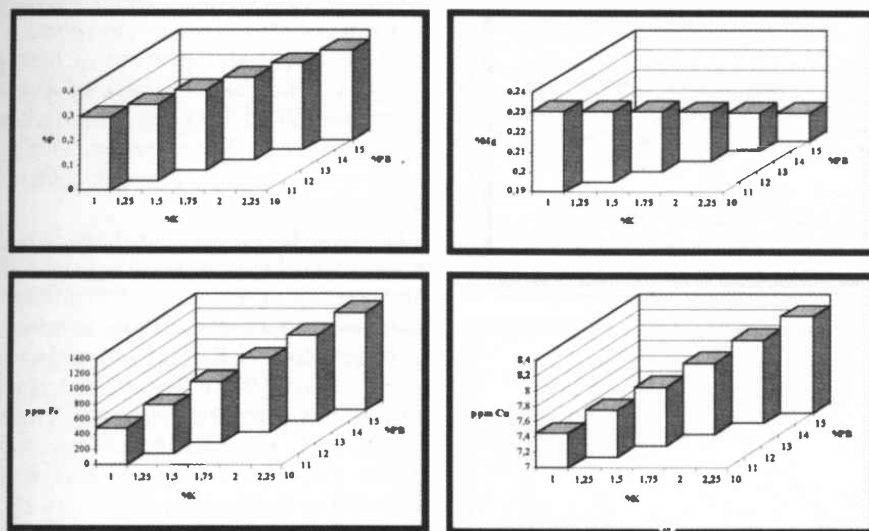 0,4
0,3
%P 0,2
0,1
0
1 1,25 1,5 1,75 2 2,25
%K
10 11 12 13 14 15
%PB
0,24
0,23
0,22
%Mg
0,21
0,2
0,19
1 1,25 1,5 1,75 2 2,25
%K
10 11 12 13 14 15
%PB
1400
1200
1000
800
ppm Fe
600
400
200
0
1 1,25 1,5 1,75 2 2,25
%K
10 11 12 13 14 15
%PB
8,4
8,2
8
7,8
ppm Cu
7,6
7,4
7,2
7
1 1,25 1,5 1,75 2 2,25
%K
10 11 12 13 14 15
%PB